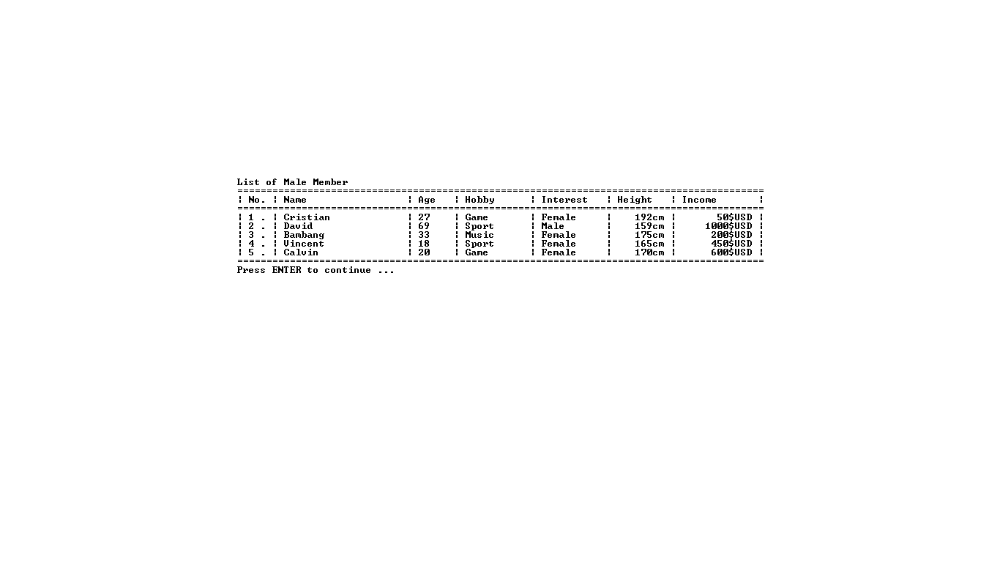 List of Male Member
==========================================================================================
¦ No. ¦ Name                 ¦ Age   ¦ Hobby      ¦ Interest   ¦ Height   ¦ Income       ¦
==========================================================================================
¦ 1 . ¦ Cristian             ¦ 27    ¦ Game       ¦ Female     ¦    192cm ¦       50$USD ¦
¦ 2 . ¦ David                ¦ 69    ¦ Sport      ¦ Male       ¦    159cm ¦     1000$USD ¦
¦ 3 . ¦ Bambang              ¦ 33    ¦ Music      ¦ Female     ¦    175cm ¦      200$USD ¦
¦ 4 . ¦ Vincent              ¦ 18    ¦ Sport      ¦ Female     ¦    165cm ¦      450$USD ¦
¦ 5 . ¦ Calvin               ¦ 20    ¦ Game       ¦ Female     ¦    170cm ¦      600$USD ¦
==========================================================================================
Press ENTER to continue ...